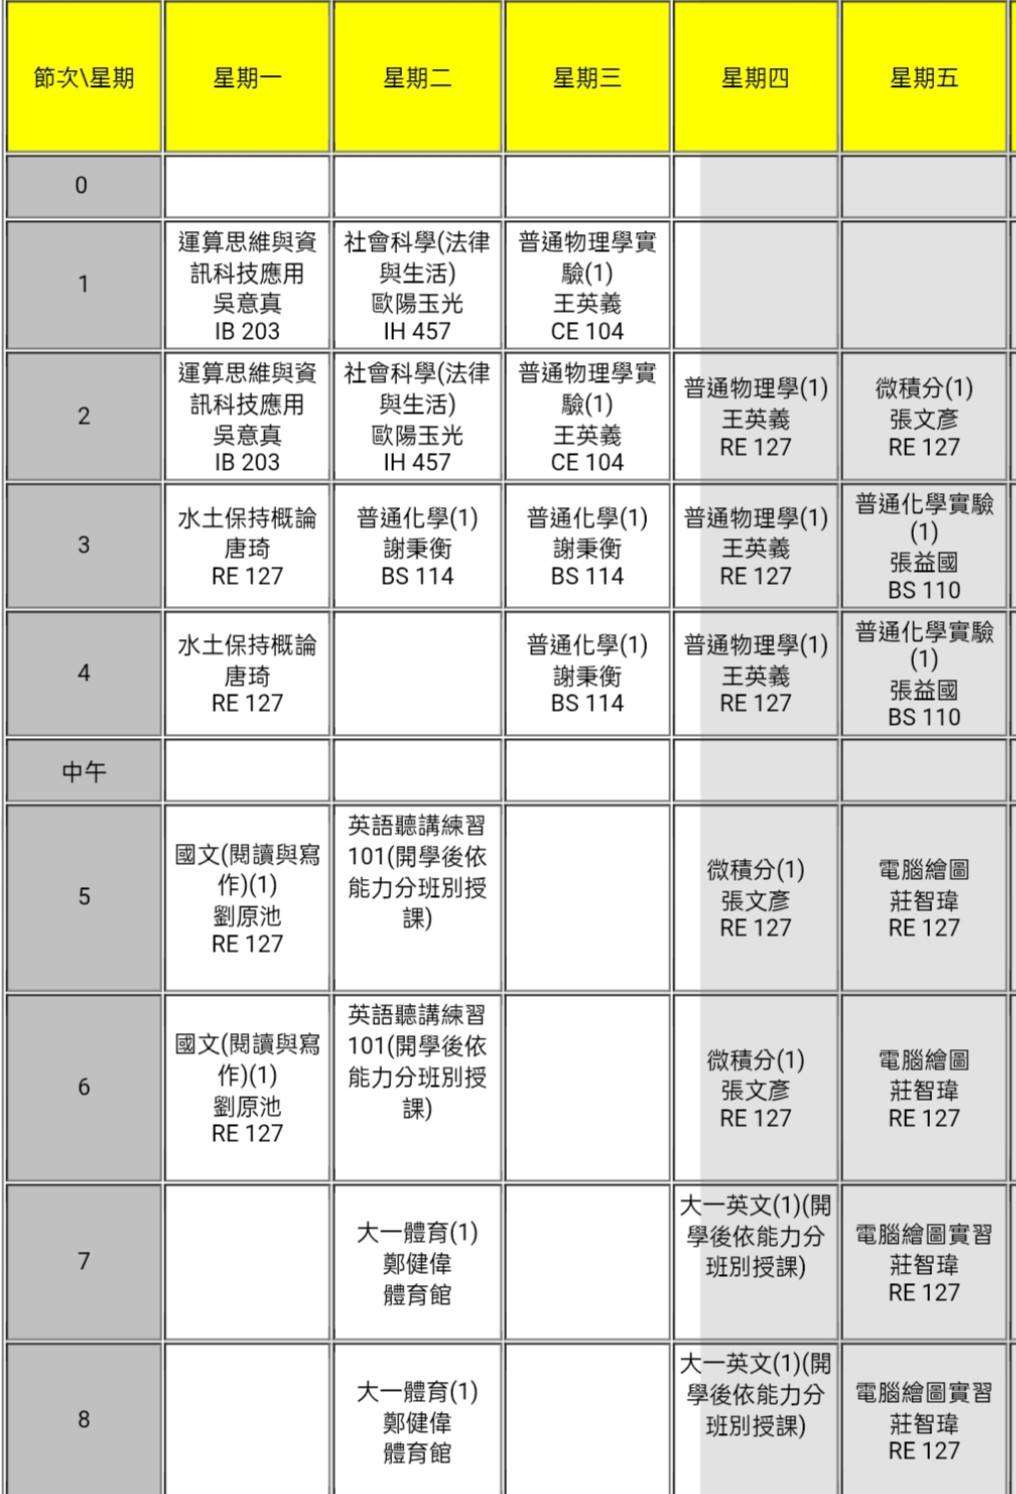 節次\星期 星期一 星期二 星期三 星期四 星期五
0
1
運算思維與資
訊科技應用
吳意真
IB 203
社會科學(法律
與生活)
歐陽玉光
IH 457
普通物理學實
驗(1)
王英義
CE 104
2
運算思維與資
訊科技應用
吳意真
IB 203
社會科學(法律
與生活)
歐陽玉光
IH 457
普通物理學實
驗(1)
王英義
CE 104
普通物理學(1)
王英義
RE 127
微積分(1)
張文彥
RE 127
3
水土保持概論
唐琦
RE 127
普通化學(1)
謝秉衡
BS 114
普通化學(1)
謝秉衡
BS 114
普通物理學(1)
王英義
RE 127
普通化學實驗
(1)
張益國
BS 110
4
水土保持概論
唐琦
RE 127
普通化學(1)
謝秉衡
BS 114
普通物理學(1)
王英義
RE 127
普通化學實驗
(1)
張益國
BS 110
中午
5
國文(閱讀與寫
作)(1)
劉原池
RE 127
英語聽講練習
101(開學後依
能力分班別授
課)
微積分(1)
張文彥
RE 127
電腦繪圖
莊智瑋
RE 127
6
國文(閱讀與寫
作)(1)
劉原池
RE 127
英語聽講練習
101(開學後依
能力分班別授
課)
微積分(1)
張文彥
RE 127
電腦繪圖
莊智瑋
RE 127
7
大一體育(1)
鄭健偉
體育館
大一英文(1)(開
學後依能力分
班別授課)
電腦繪圖實習
莊智瑋
RE 127
8
大一體育(1)
鄭健偉
體育館
大一英文(1)(開
學後依能力分
班別授課)
電腦繪圖實習
莊智瑋
RE 127